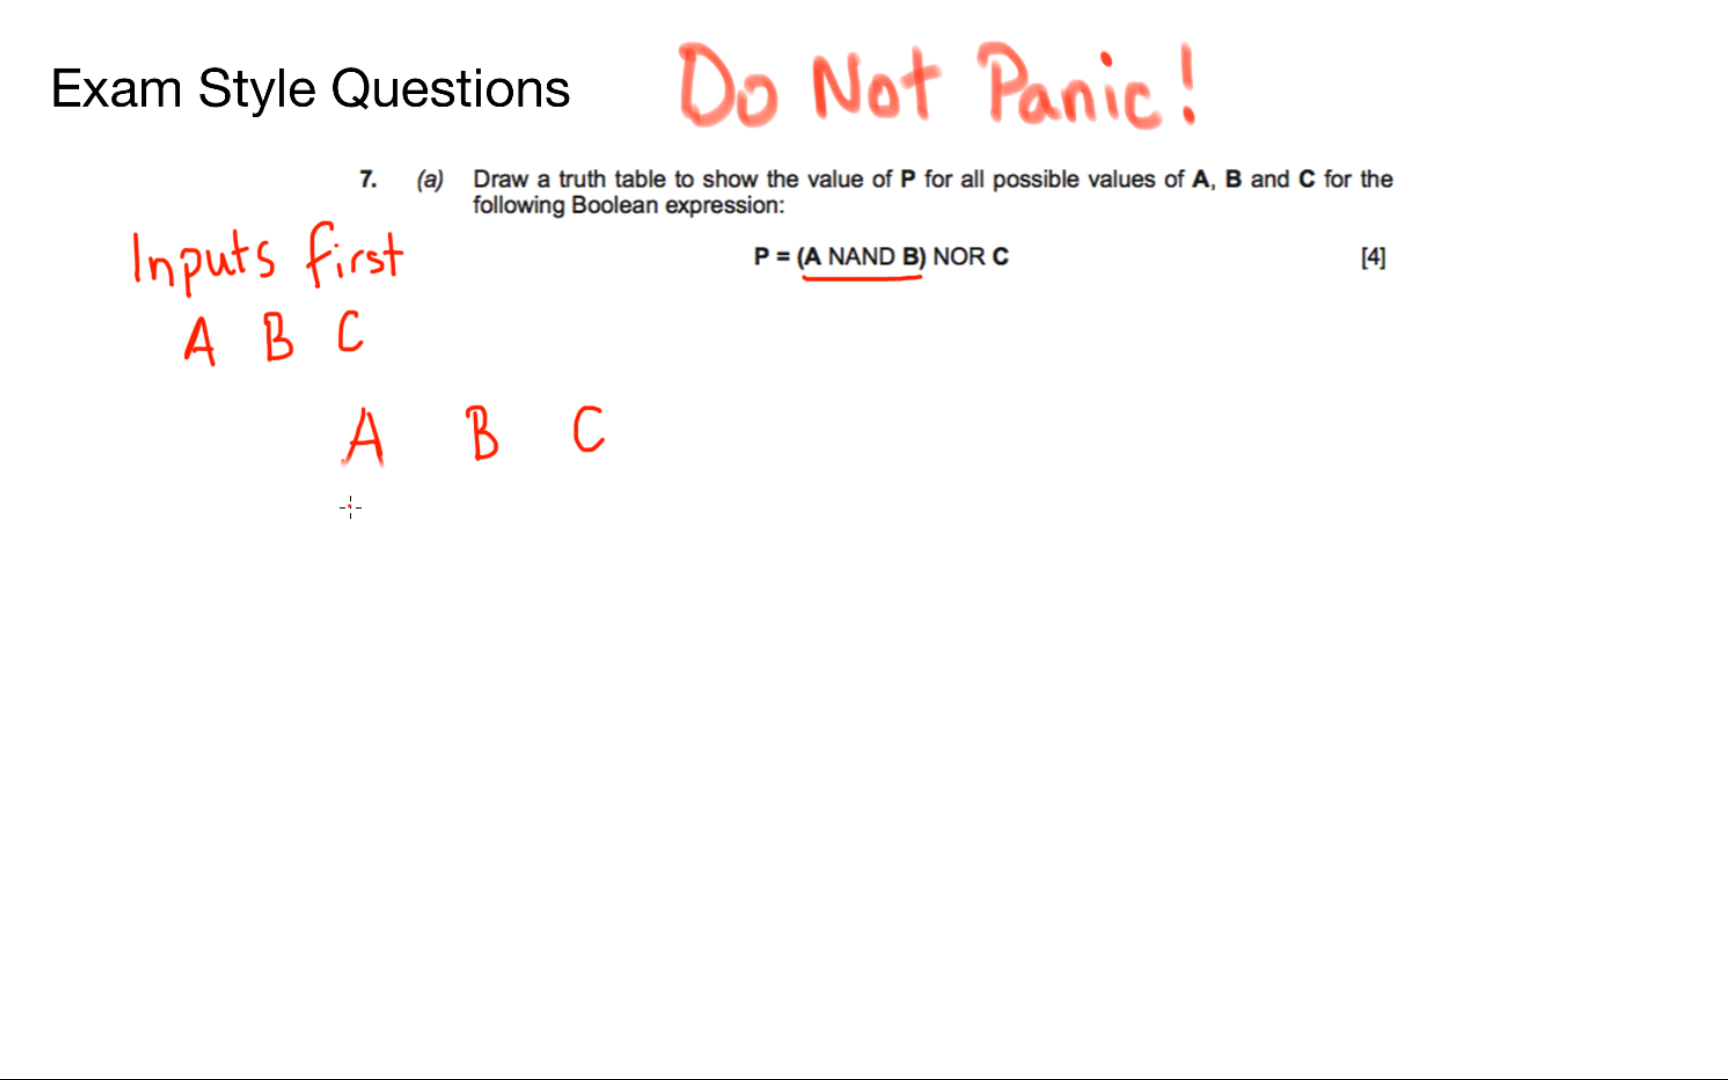 Exam Style Questions Do Not Panic!
7. (a) Draw a truth table to show the value of P for all possible values of A, B and C for the
following Boolean expression:
Inputs first
P = (A NAND B) NOR C [4]
A B C
A B C